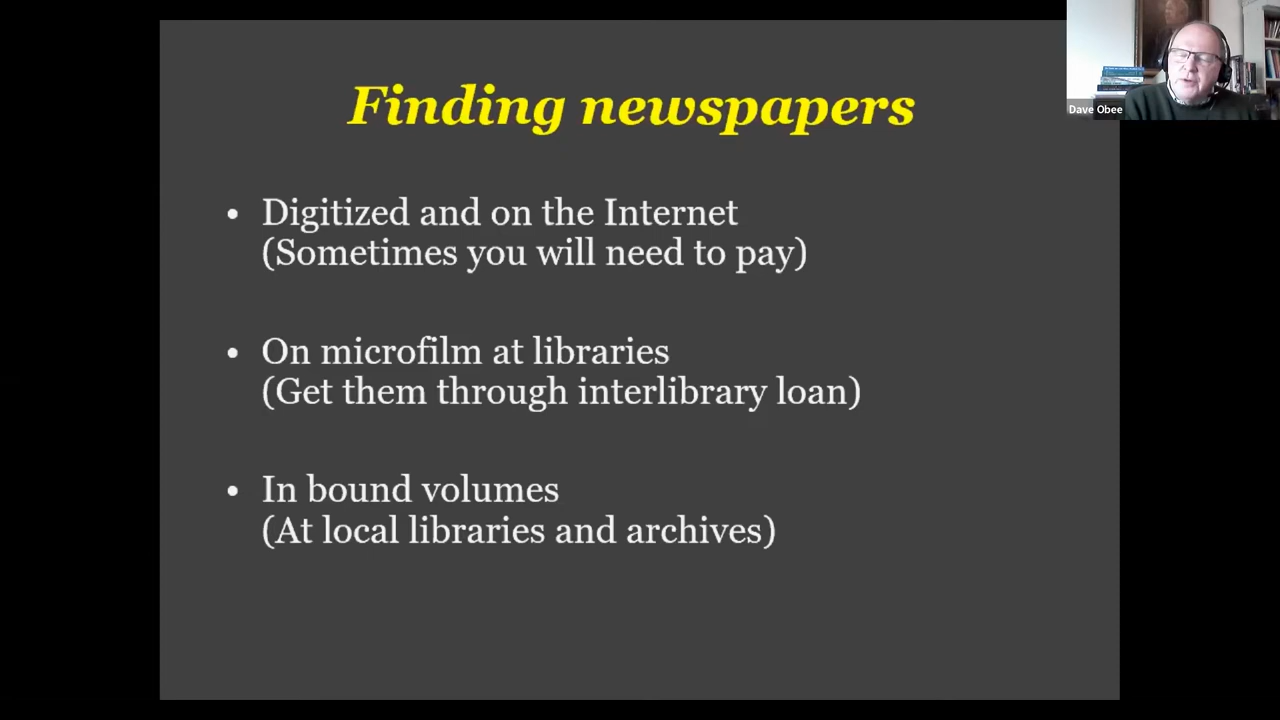 Finding newspapers
• Digitized and on the Internet
(Sometimes you will need to pay)
• On microfilm at libraries
(Get them through interlibrary loan)
• In bound volumes
(At local libraries and archives)
Dave Obee